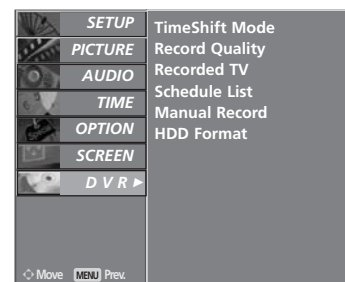 SETUP
PICTURE
AUDIO
TIME
OPTION
SCREEN
D V R
TimeShift Mode
Record Quality
Recorded TV
Schedule List
Manual Record
HDD Format
Move MENU Prev.